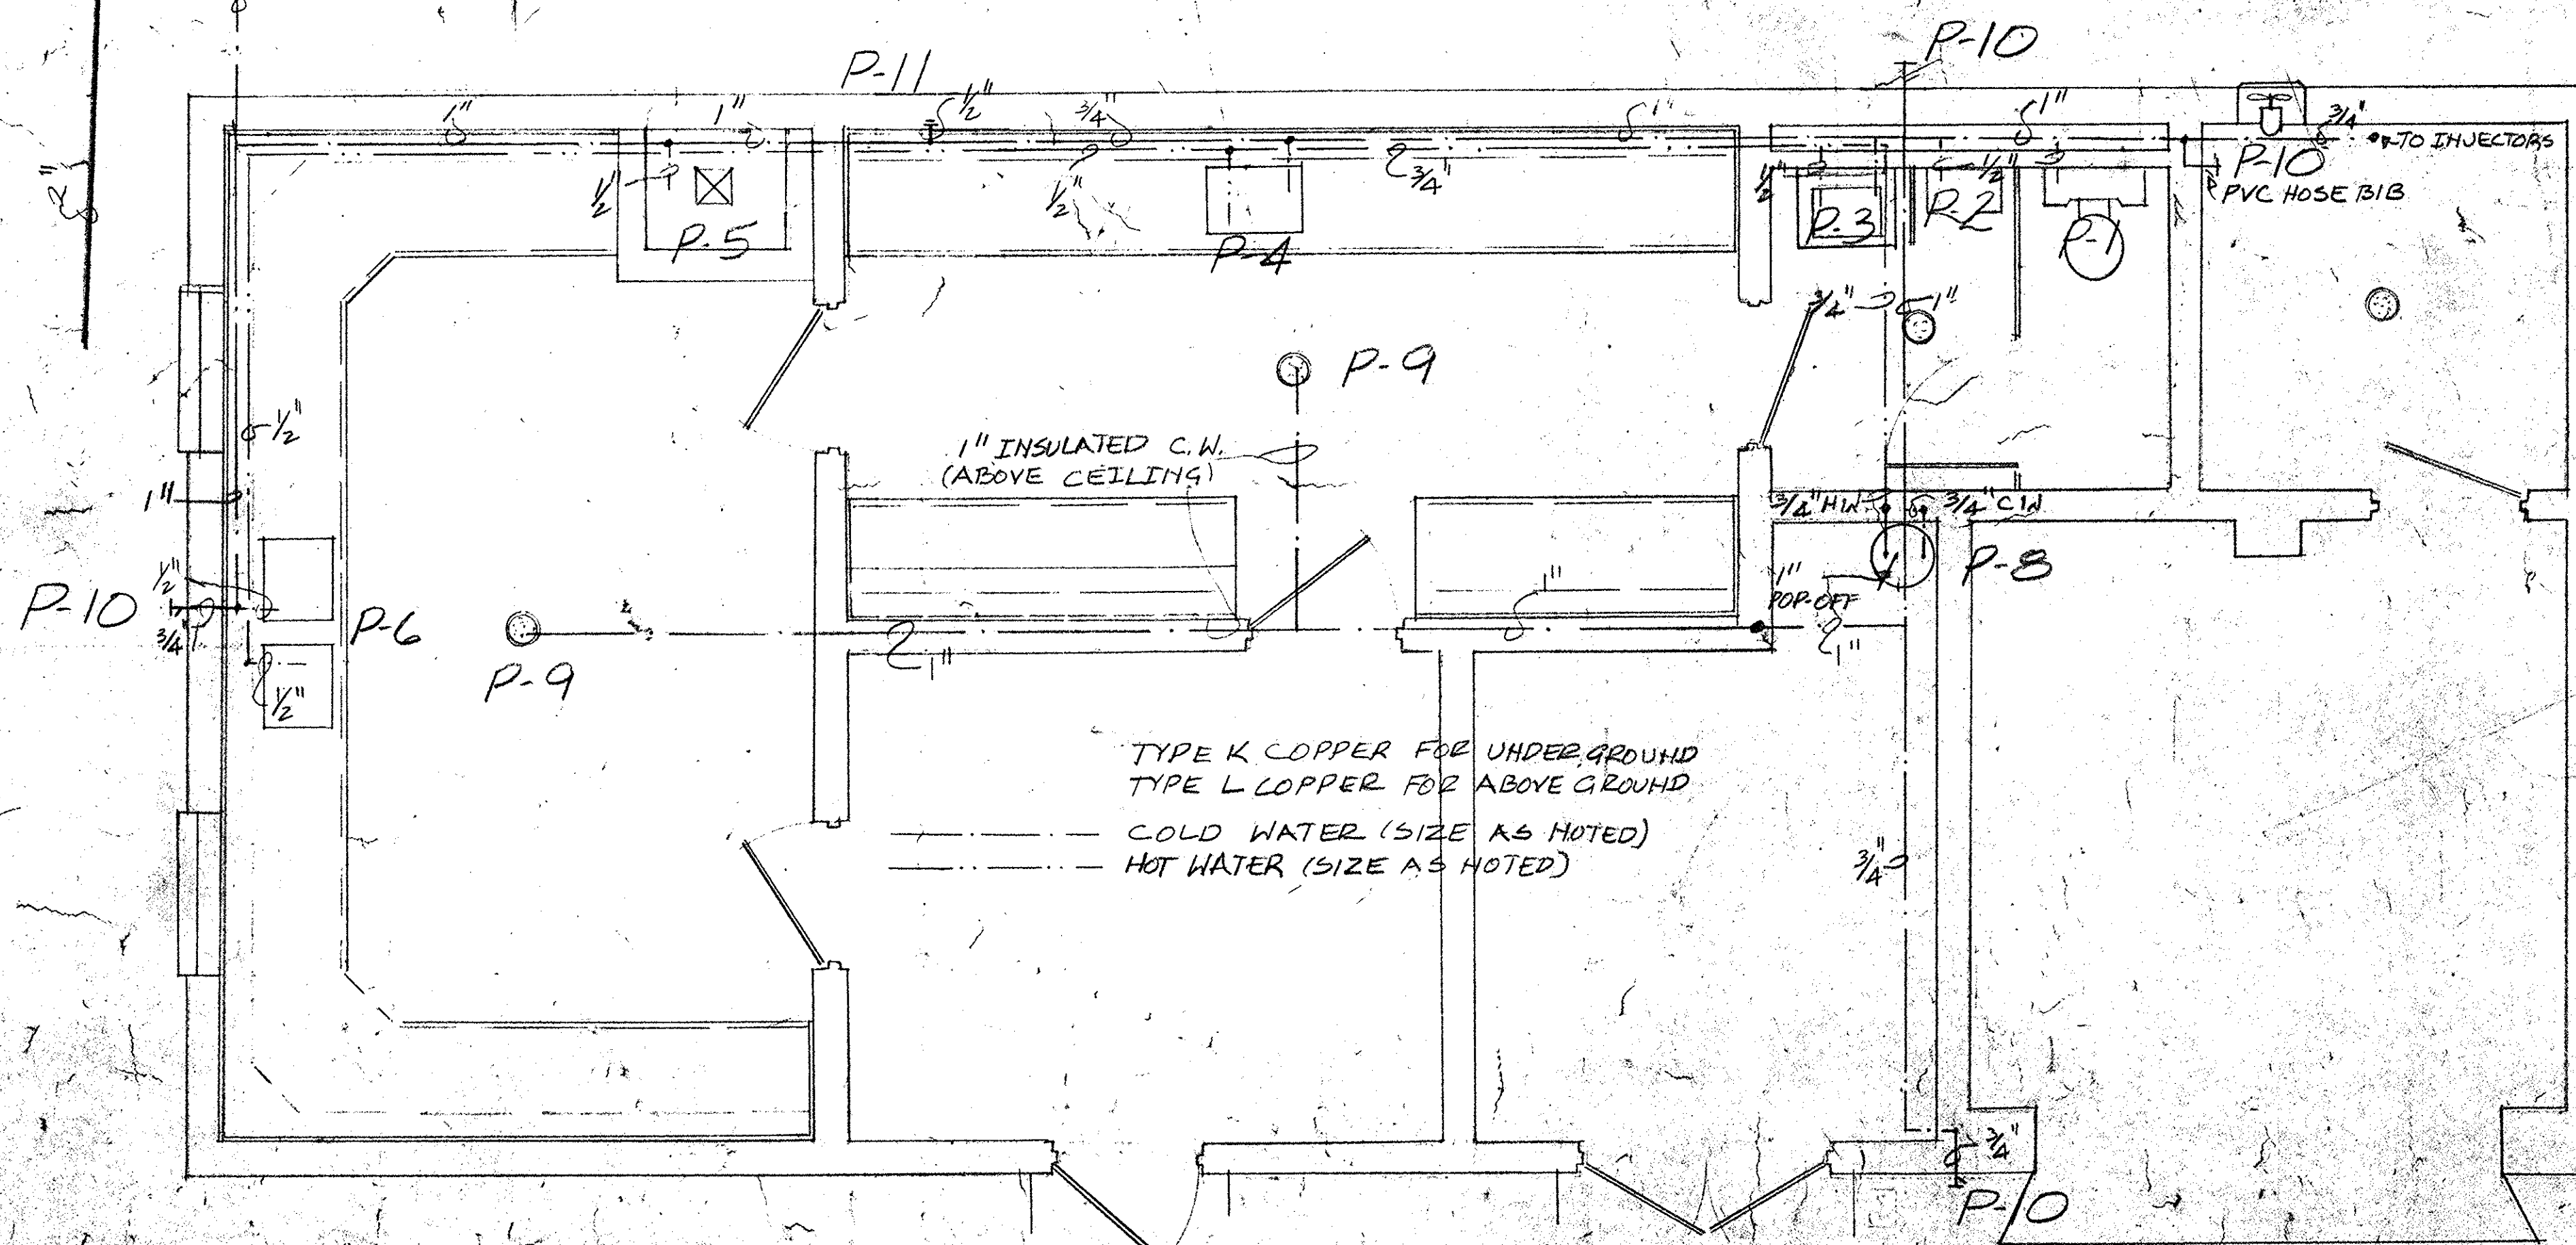 P-10
P-11
1"
1"
1/2"
3/4"
1"
1"
3/4"
TO INJECTORS
P-10
PVC HOSE BIB
2"
1/2"
P-5
1/2"
P-4
3/4"
1/2"
P-3
1/2"
P-2
P-1
3/4"
1"
P-9
1/2"
1" INSULATED C.W.
(ABOVE CEILING)
1"
3/4" H.W.
3/4" C.W.
P-8
P-10
1/2"
3/4"
P-6
P-9
1/2"
1"
1"
1"
POP-OFF
1"
TYPE K COPPER FOR UNDERGROUND
TYPE L COPPER FOR ABOVE GROUND
COLD WATER (SIZE AS NOTED)
HOT WATER (SIZE AS NOTED)
3/4"
3/4"
P-10